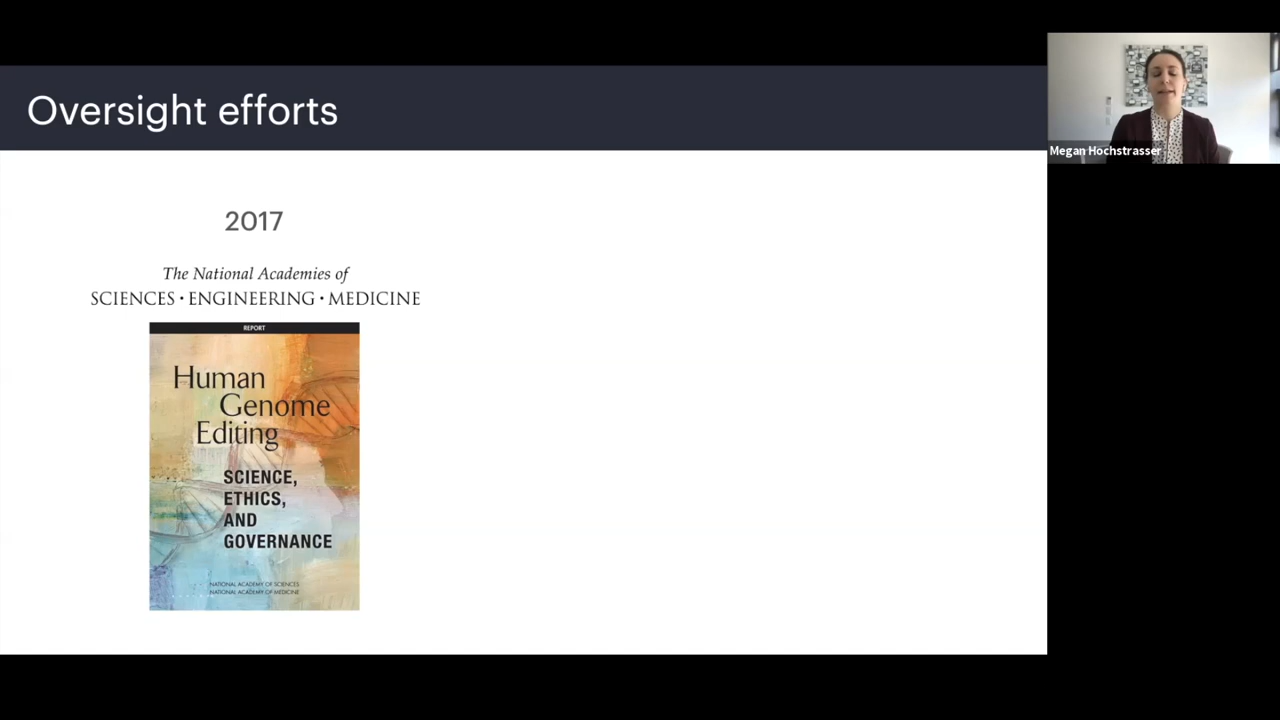 Oversight efforts
Megan Hochstrasser
2017
The National Academies of
SCIENCES · ENGINEERING · MEDICINE
REPORT
Human
Genome
Editing
SCIENCE,
ETHICS,
AND
GOVERNANCE
NATIONAL ACADEMY OF SCIENCES
NATIONAL ACADEMY OF MEDICINE